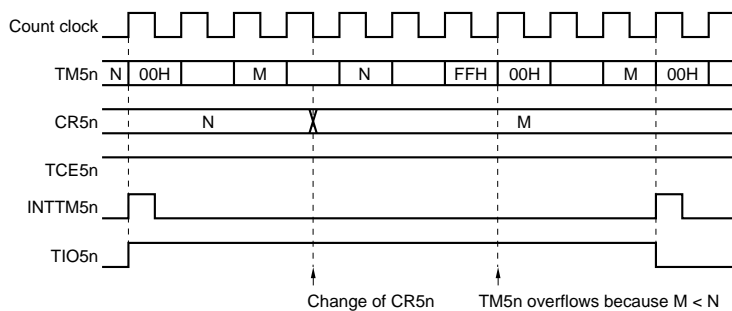 Count clock
TM5n N 00H M N FFH 00H M 00H
CR5n N M
TCE5n
INTTM5n
TIO5n
Change of CR5n TM5n overflows because M < N